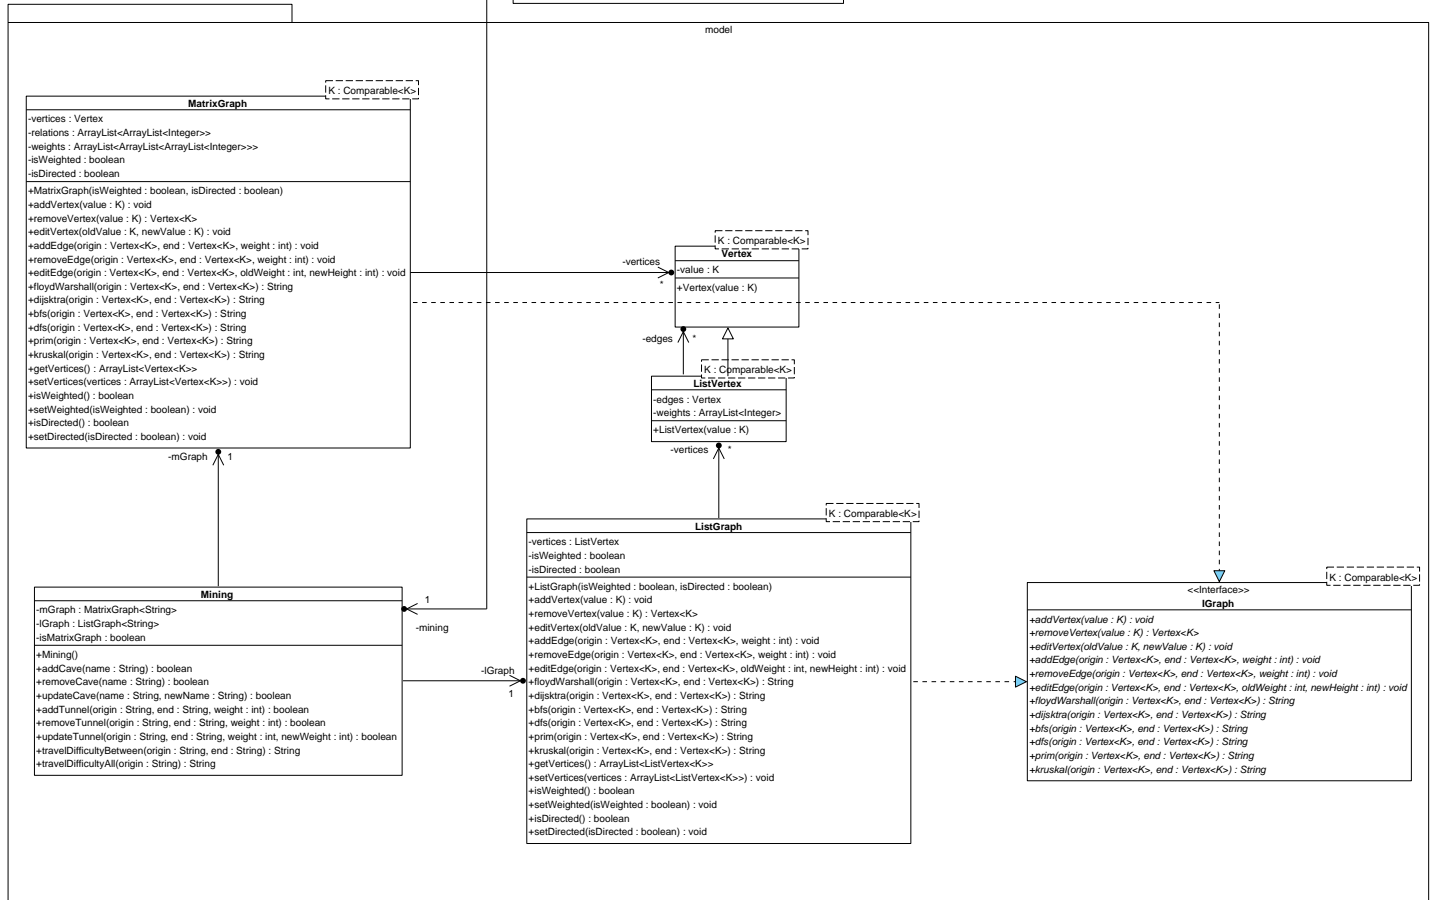 model
K : Comparable<K>
MatrixGraph
-vertices : Vertex
-relations : ArrayList<ArrayList<Integer>>
-weights : ArrayList<ArrayList<ArrayList<Integer>>>
-isWeighted : boolean
-isDirected : boolean
+MatrixGraph(isWeighted : boolean, isDirected : boolean)
+addVertex(value : K) : void
+removeVertex(value : K) : Vertex<K>
+editVertex(oldValue : K, newValue : K) : void
+addEdge(origin : Vertex<K>, end : Vertex<K>, weight : int) : void
+removeEdge(origin : Vertex<K>, end : Vertex<K>, weight : int) : void
+editEdge(origin : Vertex<K>, end : Vertex<K>, oldWeight : int, newHeight : int) : void
+floydWarshall(origin : Vertex<K>, end : Vertex<K>) : String
+dijsktra(origin : Vertex<K>, end : Vertex<K>) : String
+bfs(origin : Vertex<K>, end : Vertex<K>) : String
+dfs(origin : Vertex<K>, end : Vertex<K>) : String
+prim(origin : Vertex<K>, end : Vertex<K>) : String
+kruskal(origin : Vertex<K>, end : Vertex<K>) : String
+getVertices() : ArrayList<Vertex<K>>
+setVertices(vertices : ArrayList<Vertex<K>>) : void
+isWeighted() : boolean
+setWeighted(isWeighted : boolean) : void
+isDirected() : boolean
+setDirected(isDirected : boolean) : void
-vertices
*
K : Comparable<K>
Vertex
-value : K
+Vertex(value : K)
-edges
*
K : Comparable<K>
ListVertex
-edges : Vertex
-weights : ArrayList<Integer>
+ListVertex(value : K)
-vertices
*
-mGraph
1
K : Comparable<K>
ListGraph
-vertices : ListVertex
-isWeighted : boolean
-isDirected : boolean
+ListGraph(isWeighted : boolean, isDirected : boolean)
+addVertex(value : K) : void
+removeVertex(value : K) : Vertex<K>
+editVertex(oldValue : K, newValue : K) : void
+addEdge(origin : Vertex<K>, end : Vertex<K>, weight : int) : void
+removeEdge(origin : Vertex<K>, end : Vertex<K>, weight : int) : void
+editEdge(origin : Vertex<K>, end : Vertex<K>, oldWeight : int, newHeight : int) : void
+floydWarshall(origin : Vertex<K>, end : Vertex<K>) : String
+dijsktra(origin : Vertex<K>, end : Vertex<K>) : String
+bfs(origin : Vertex<K>, end : Vertex<K>) : String
+dfs(origin : Vertex<K>, end : Vertex<K>) : String
+prim(origin : Vertex<K>, end : Vertex<K>) : String
+kruskal(origin : Vertex<K>, end : Vertex<K>) : String
+getVertices() : ArrayList<ListVertex<K>>
+setVertices(vertices : ArrayList<ListVertex<K>>) : void
+isWeighted() : boolean
+setWeighted(isWeighted : boolean) : void
+isDirected() : boolean
+setDirected(isDirected : boolean) : void
Mining
-mGraph : MatrixGraph<String>
-lGraph : ListGraph<String>
-isMatrixGraph : boolean
+Mining()
+addCave(name : String) : boolean
+removeCave(name : String) : boolean
+updateCave(name : String, newName : String) : boolean
+addTunnel(origin : String, end : String, weight : int) : boolean
+removeTunnel(origin : String, end : String, weight : int) : boolean
+updateTunnel(origin : String, end : String, weight : int, newWeight : int) : boolean
+travelDifficultyBetween(origin : String, end : String) : String
+travelDifficultyAll(origin : String) : String
1
-mining
-lGraph
1
K : Comparable<K>
<<Interface>>
IGraph
+addVertex(value : K) : void
+removeVertex(value : K) : Vertex<K>
+editVertex(oldValue : K, newValue : K) : void
+addEdge(origin : Vertex<K>, end : Vertex<K>, weight : int) : void
+removeEdge(origin : Vertex<K>, end : Vertex<K>, weight : int) : void
+editEdge(origin : Vertex<K>, end : Vertex<K>, oldWeight : int, newHeight : int) : void
+floydWarshall(origin : Vertex<K>, end : Vertex<K>) : String
+dijsktra(origin : Vertex<K>, end : Vertex<K>) : String
+bfs(origin : Vertex<K>, end : Vertex<K>) : String
+dfs(origin : Vertex<K>, end : Vertex<K>) : String
+prim(origin : Vertex<K>, end : Vertex<K>) : String
+kruskal(origin : Vertex<K>, end : Vertex<K>) : String